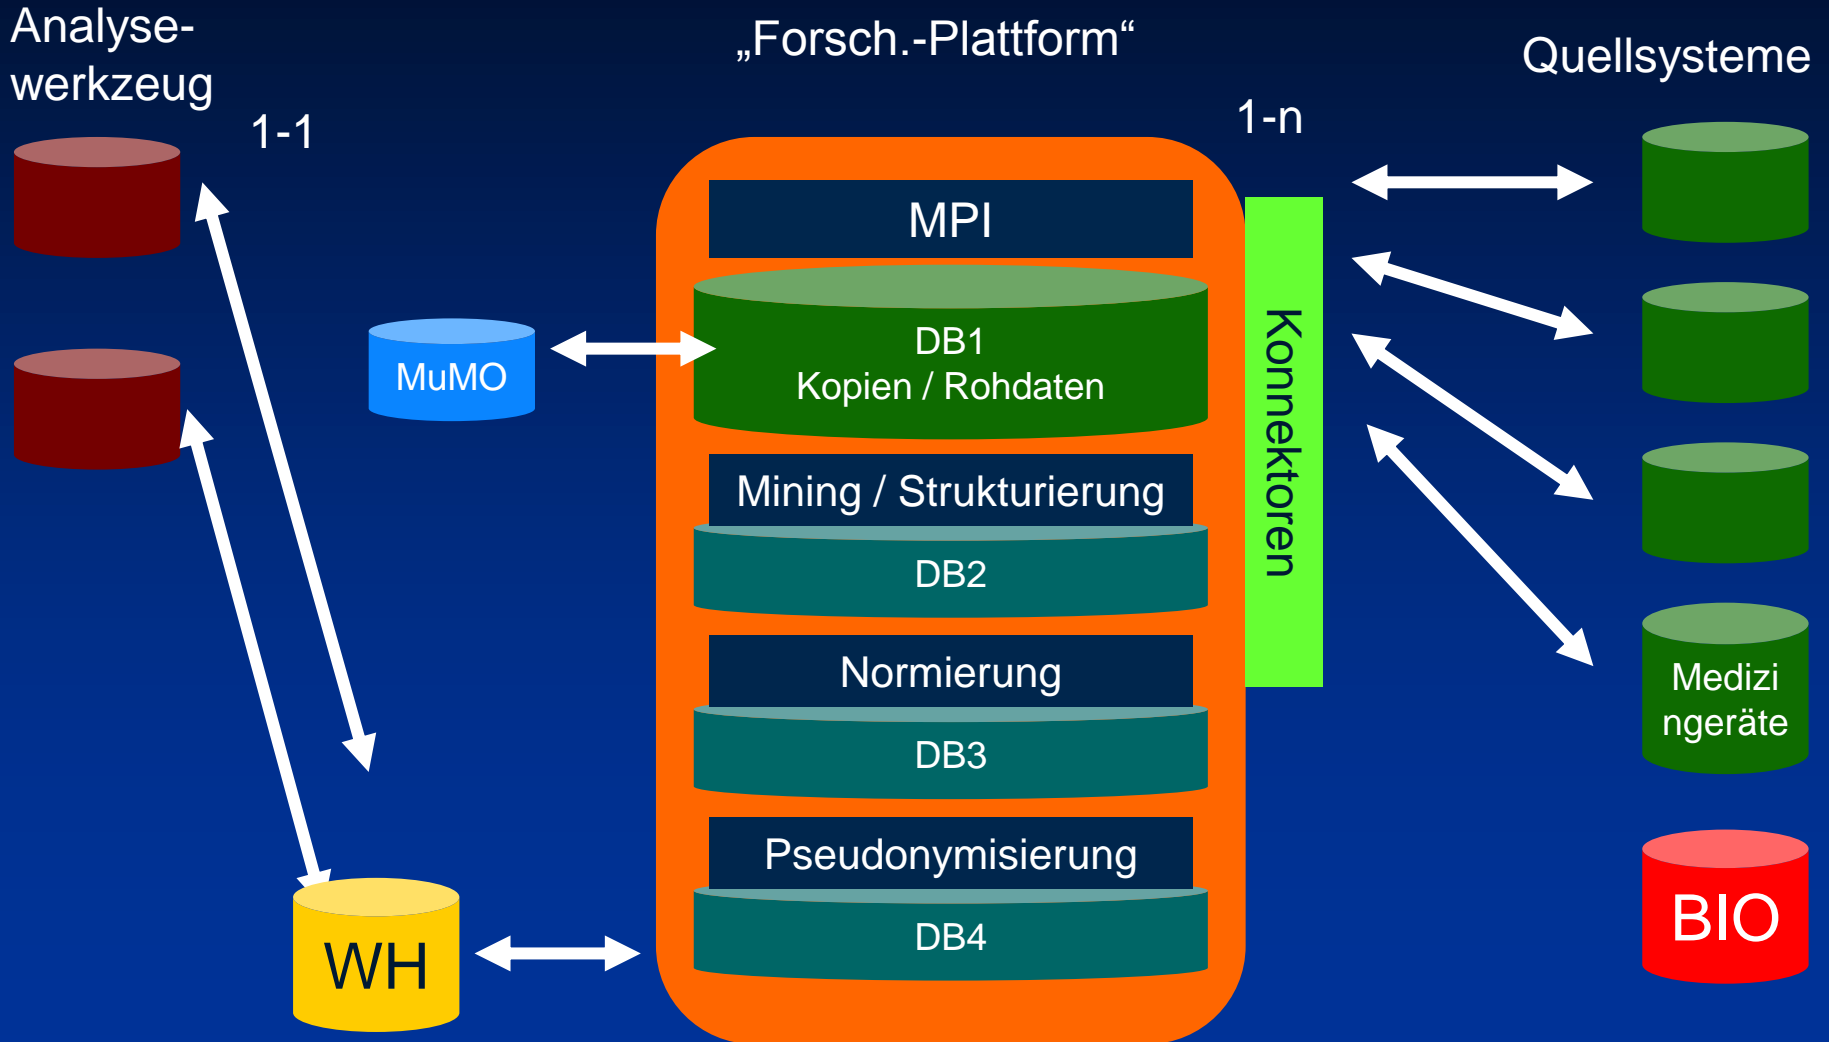 Analyse-
werkzeug
1-1
„Forsch.-Plattform“
1-n
Quellsysteme
MPI
DB1
Kopien / Rohdaten
MuMO
Konnektoren
Mining / Strukturierung
DB2
Normierung
DB3
Pseudonymisierung
DB4
WH
Medizi
ngeräte
BIO